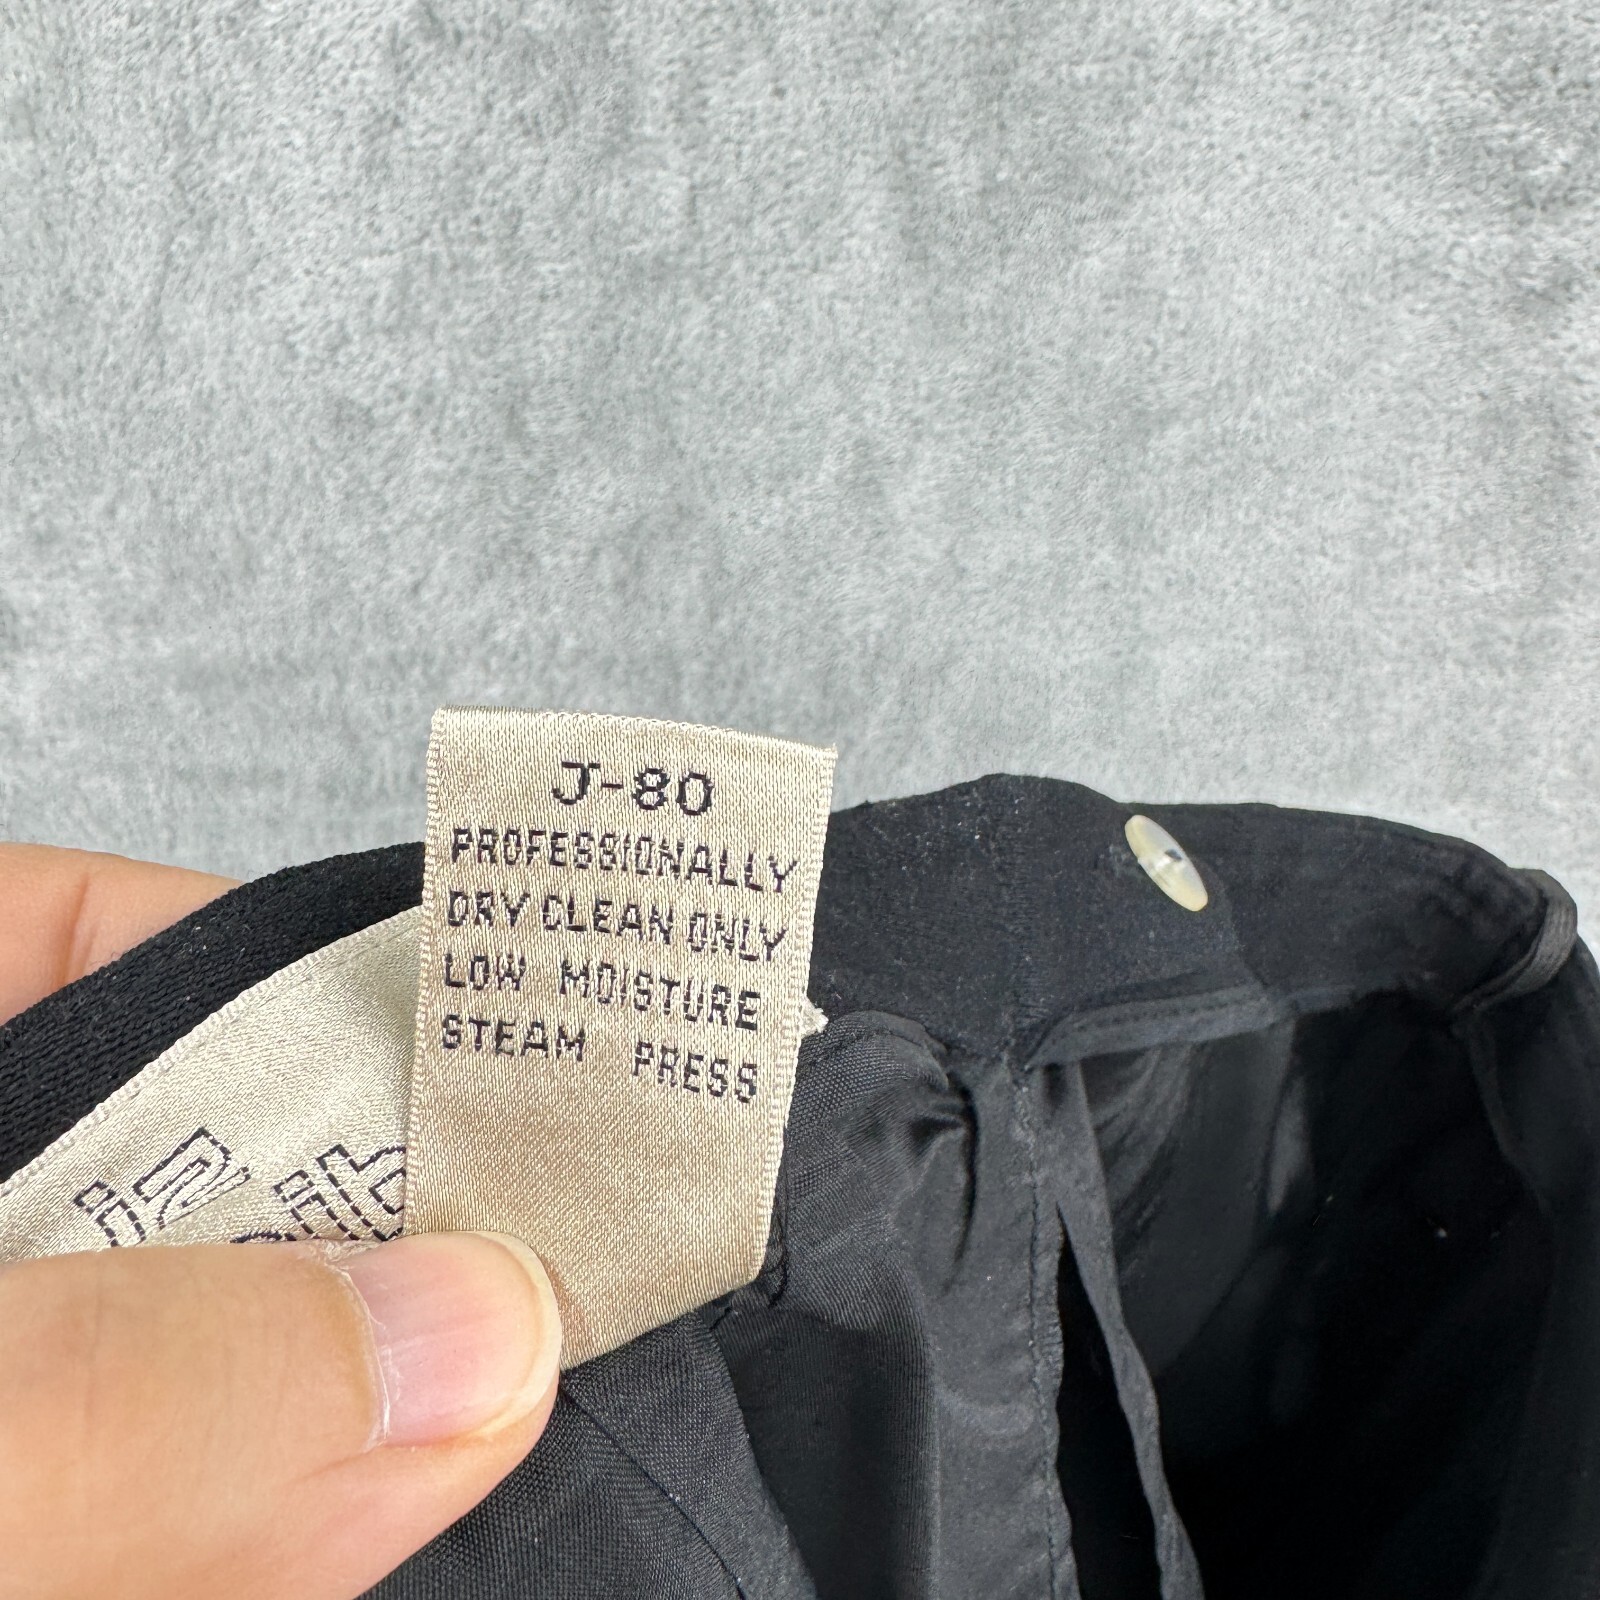 J-80
PROFESSIONALLY
DRY CLEAN ONLY
LOW MOISTURE
STEAM PRESS